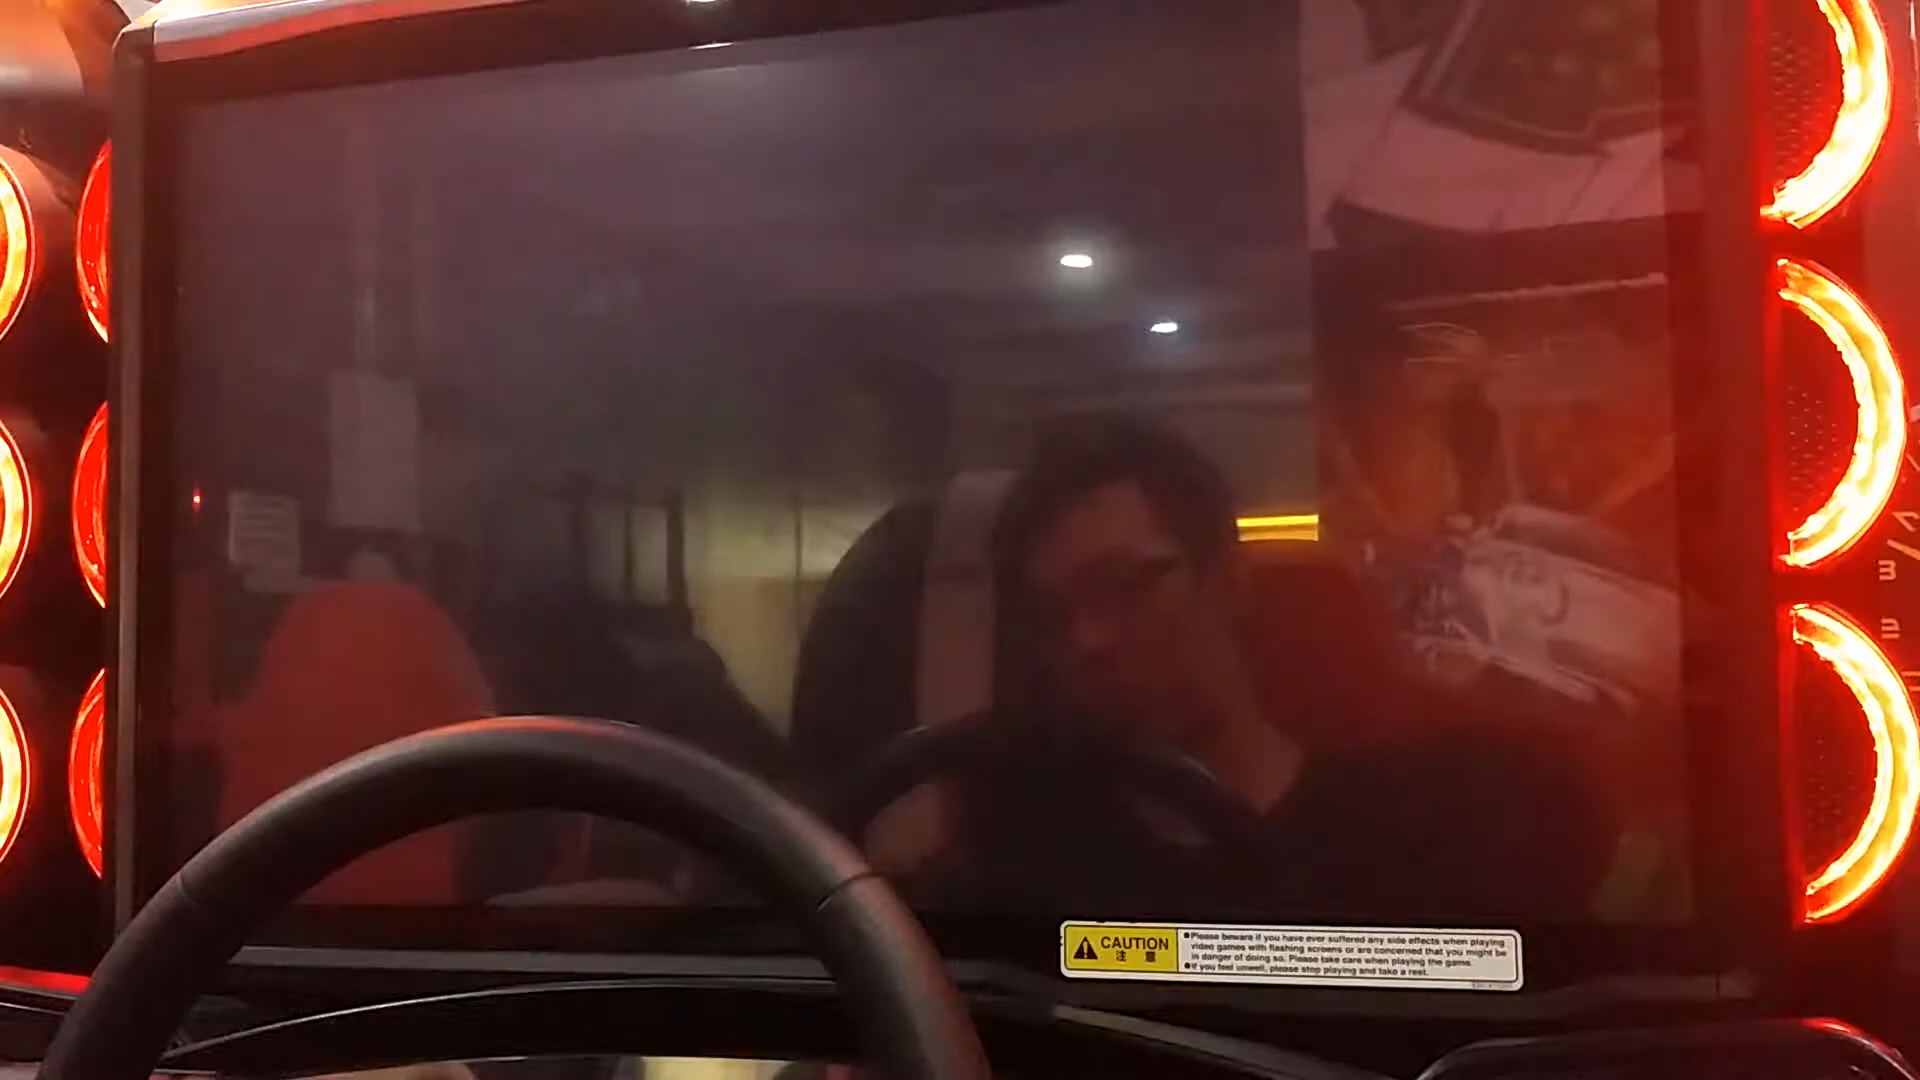 CAUTION
注 意
●Please beware if you have ever suffered any side effects when playing
video games with flashing screens or are concerned that you might be
in danger of doing so. Please take care when playing the game.
●If you feel unwell, please stop playing and take a rest.
3
2